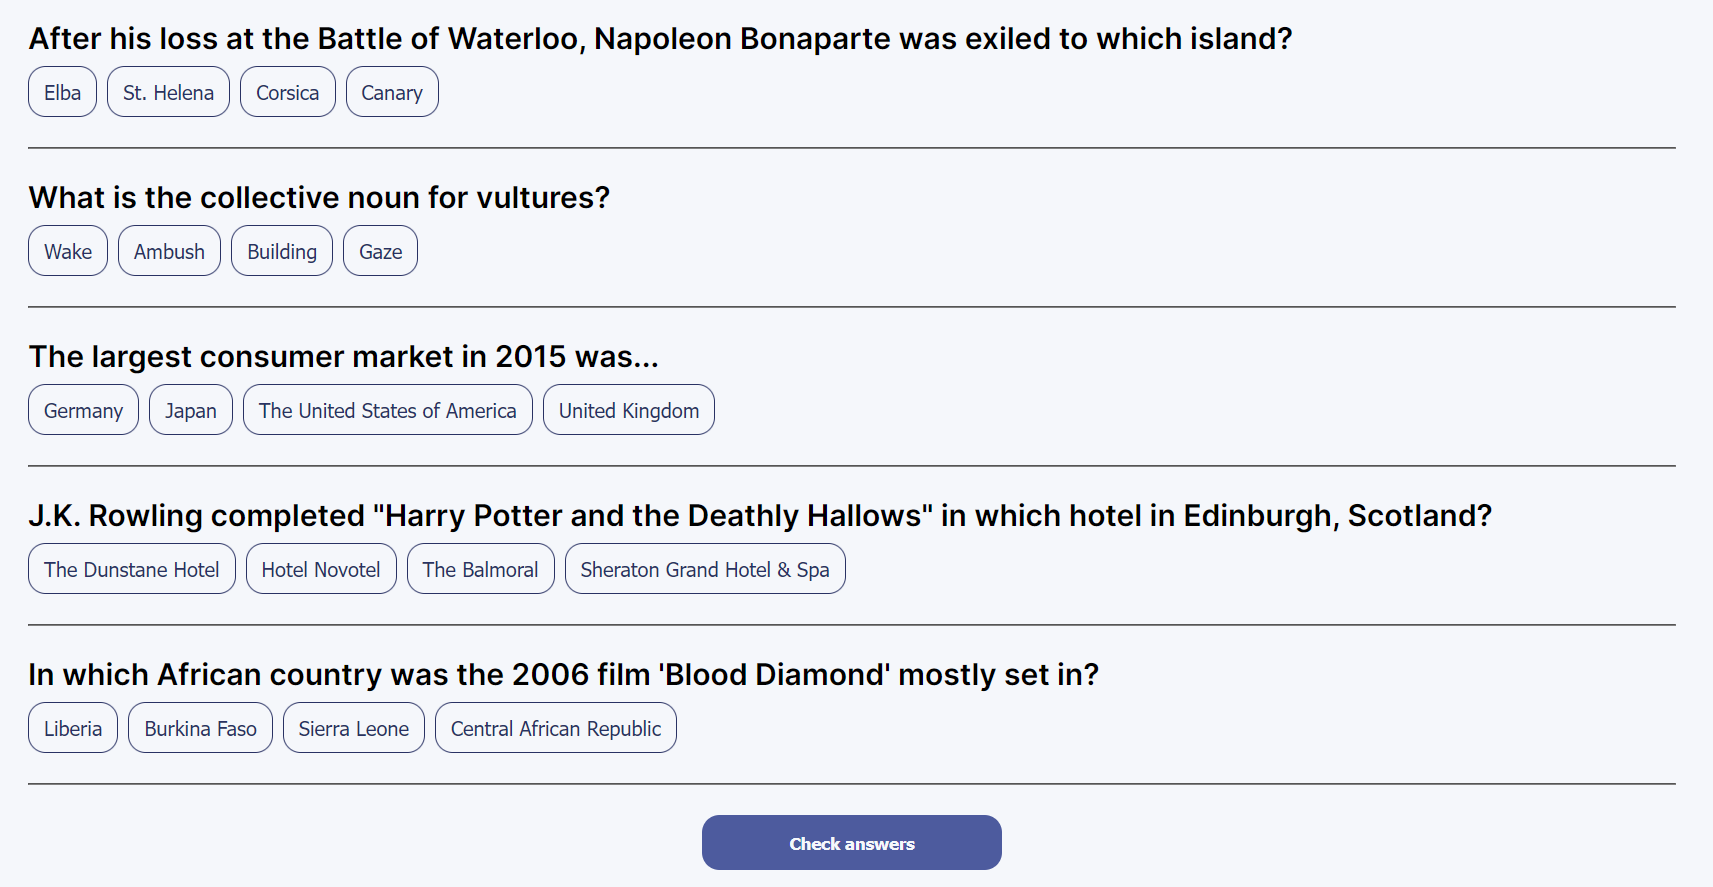 After his loss at the Battle of Waterloo, Napoleon Bonaparte was exiled to which island?
Elba St. Helena Corsica Canary
What is the collective noun for vultures?
Wake Ambush Building Gaze
The largest consumer market in 2015 was...
Germany Japan The United States of America United Kingdom
J.K. Rowling completed "Harry Potter and the Deathly Hallows" in which hotel in Edinburgh, Scotland?
The Dunstane Hotel Hotel Novotel The Balmoral Sheraton Grand Hotel & Spa
In which African country was the 2006 film 'Blood Diamond' mostly set in?
Liberia Burkina Faso Sierra Leone Central African Republic
Check answers